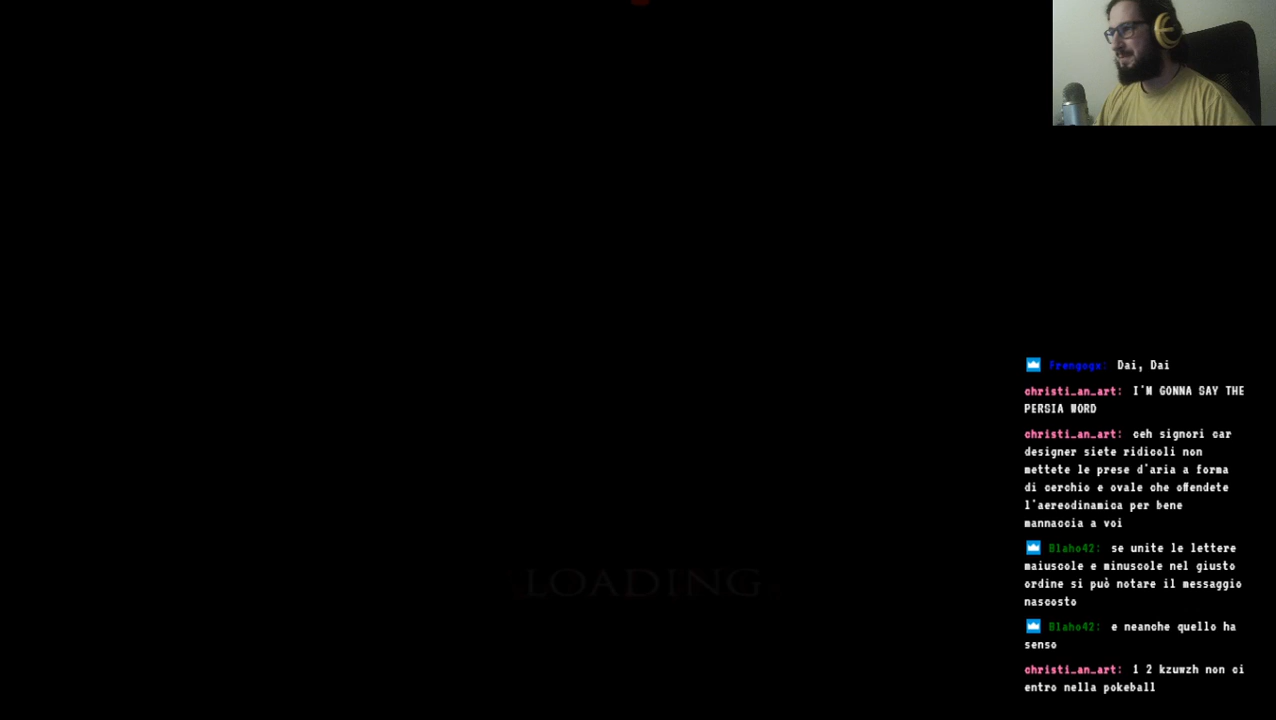 Frengogx: Dai, Dai
christi_an_art: I'M GONNA SAY THE
PERSIA WORD
christi_an_art: ceh signori car
designer siete ridicoli non
mettete le prese d'aria a forma
di cerchio e ovale che offendete
l'aereodinamica per bene
mannaccia a voi
Blaho42: se unite le lettere
maiuscole e minuscole nel giusto
ordine si può notare il messaggio
nascosto
Blaho42: e neanche quello ha
senso
LOADING
christi_an_art: 1 2 kzuwzh non ci
entro nella pokeball